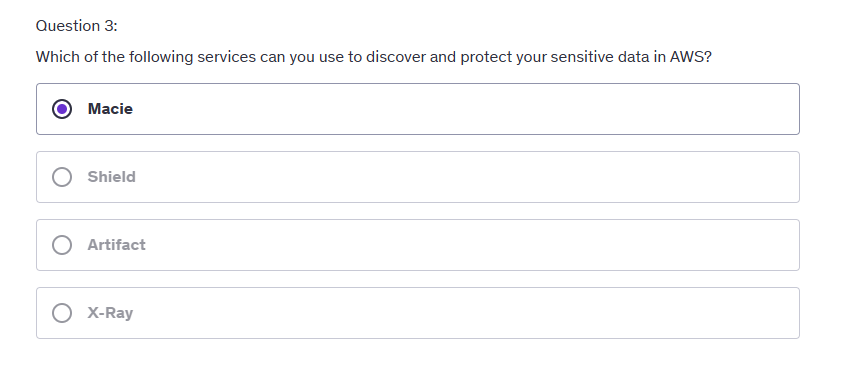 Question 3:
Which of the following services can you use to discover and protect your sensitive data in AWS?
Macie
Shield
Artifact
X-Ray